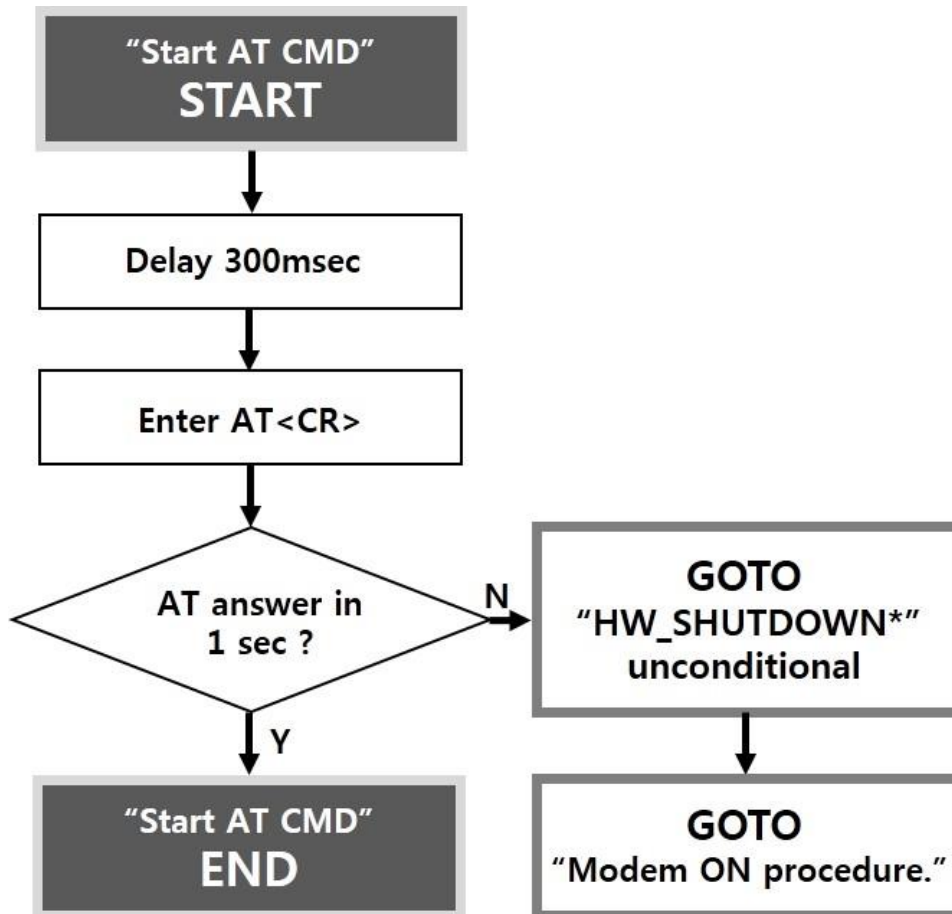 “Start AT CMD”
START
Delay 300msec
Enter AT<CR>
AT answer in
1 sec ?
N
GOTO
“HW_SHUTDOWN*”
unconditional
Y
“Start AT CMD”
END
GOTO
“Modem ON procedure.”